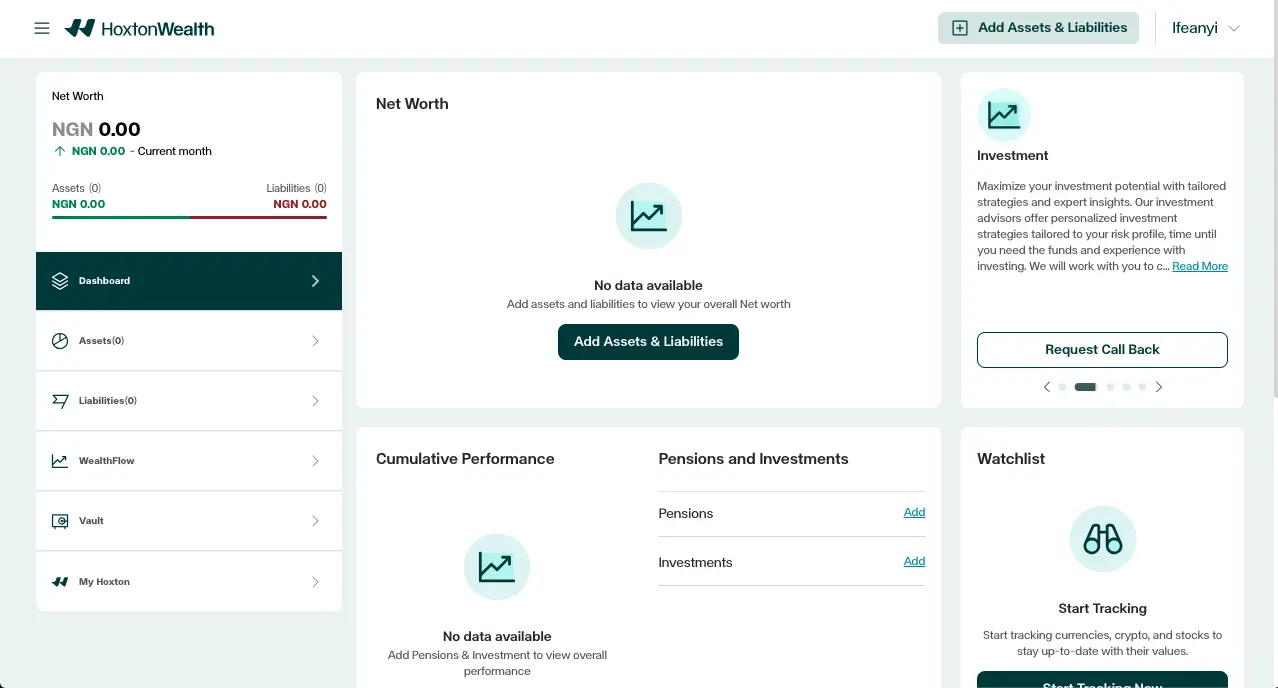 HoxtonWealth
Add Assets & Liabilities
Ifeanyi
Net Worth
NGN 0.00
NGN 0.00 - Current month
Assets (0)
Liabilities (0)
NGN 0.00
NGN 0.00
Dashboard
Assets(0)
Liabilities(0)
WealthFlow
Vault
My Hoxton
Net Worth
No data available
Add assets and liabilities to view your overall Net worth
Add Assets & Liabilities
Investment
Maximize your investment potential with tailored
strategies and expert insights. Our investment
advisors offer personalized investment
strategies tailored to your risk profile, time until
you need the funds and experience with
investing. We will work with you to c... Read More
Request Call Back
Cumulative Performance
No data available
Add Pensions & Investment to view overall
performance
Pensions and Investments
Pensions
Add
Investments
Add
Watchlist
Start Tracking
Start tracking currencies, crypto, and stocks to
stay up-to-date with their values.
Start Tracking Now